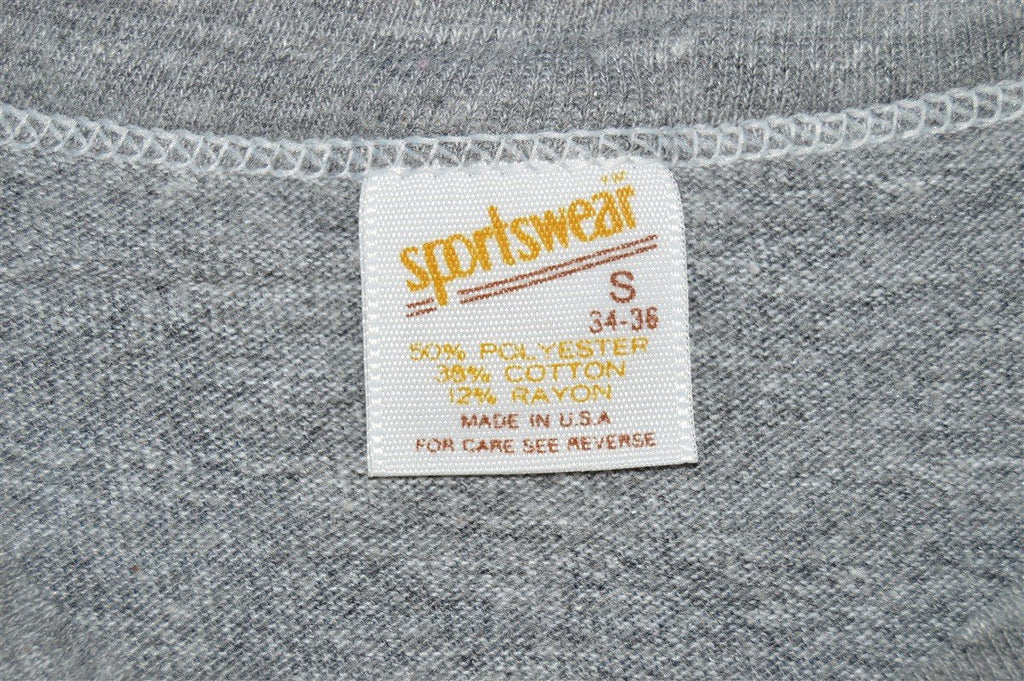 sportswear TM
S
34-36
50% POLYESTER
38% COTTON
12% RAYON
MADE IN U.S.A
FOR CARE SEE REVERSE